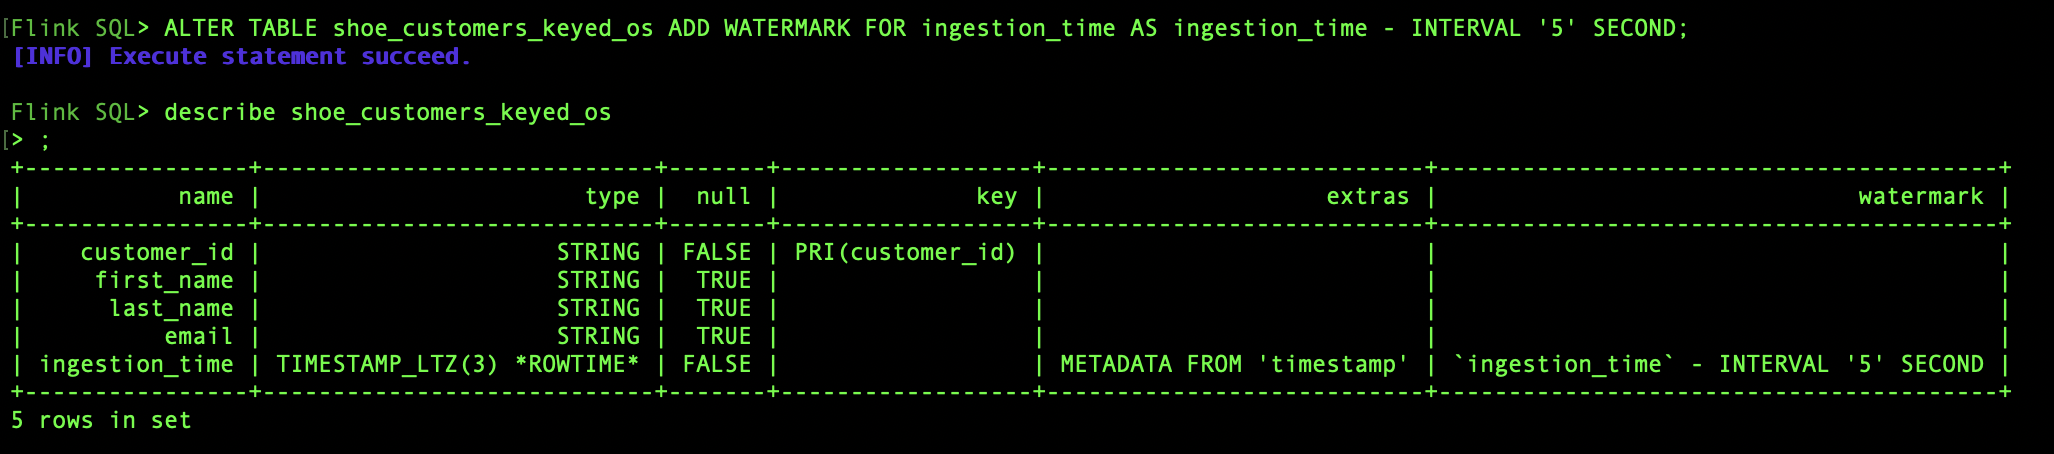 [Flink SQL> ALTER TABLE shoe_customers_keyed_os ADD WATERMARK FOR ingestion_time AS ingestion_time - INTERVAL '5' SECOND;
[INFO] Execute statement succeed.
Flink SQL> describe shoe_customers_keyed_os
[> ;
+----------------+----------------------------+-------+------------------+---------------------------+----------------------------------------+
|           name |                       type |  null |              key |                    extras |                              watermark |
+----------------+----------------------------+-------+------------------+---------------------------+----------------------------------------+
|    customer_id |                     STRING | FALSE | PRI(customer_id) |                           |                                        |
|     first_name |                     STRING |  TRUE |                  |                           |                                        |
|      last_name |                     STRING |  TRUE |                  |                           |                                        |
|          email |                     STRING |  TRUE |                  |                           |                                        |
| ingestion_time | TIMESTAMP_LTZ(3) *ROWTIME* | FALSE |                  | METADATA FROM 'timestamp' | `ingestion_time` - INTERVAL '5' SECOND |
+----------------+----------------------------+-------+------------------+---------------------------+----------------------------------------+
5 rows in set